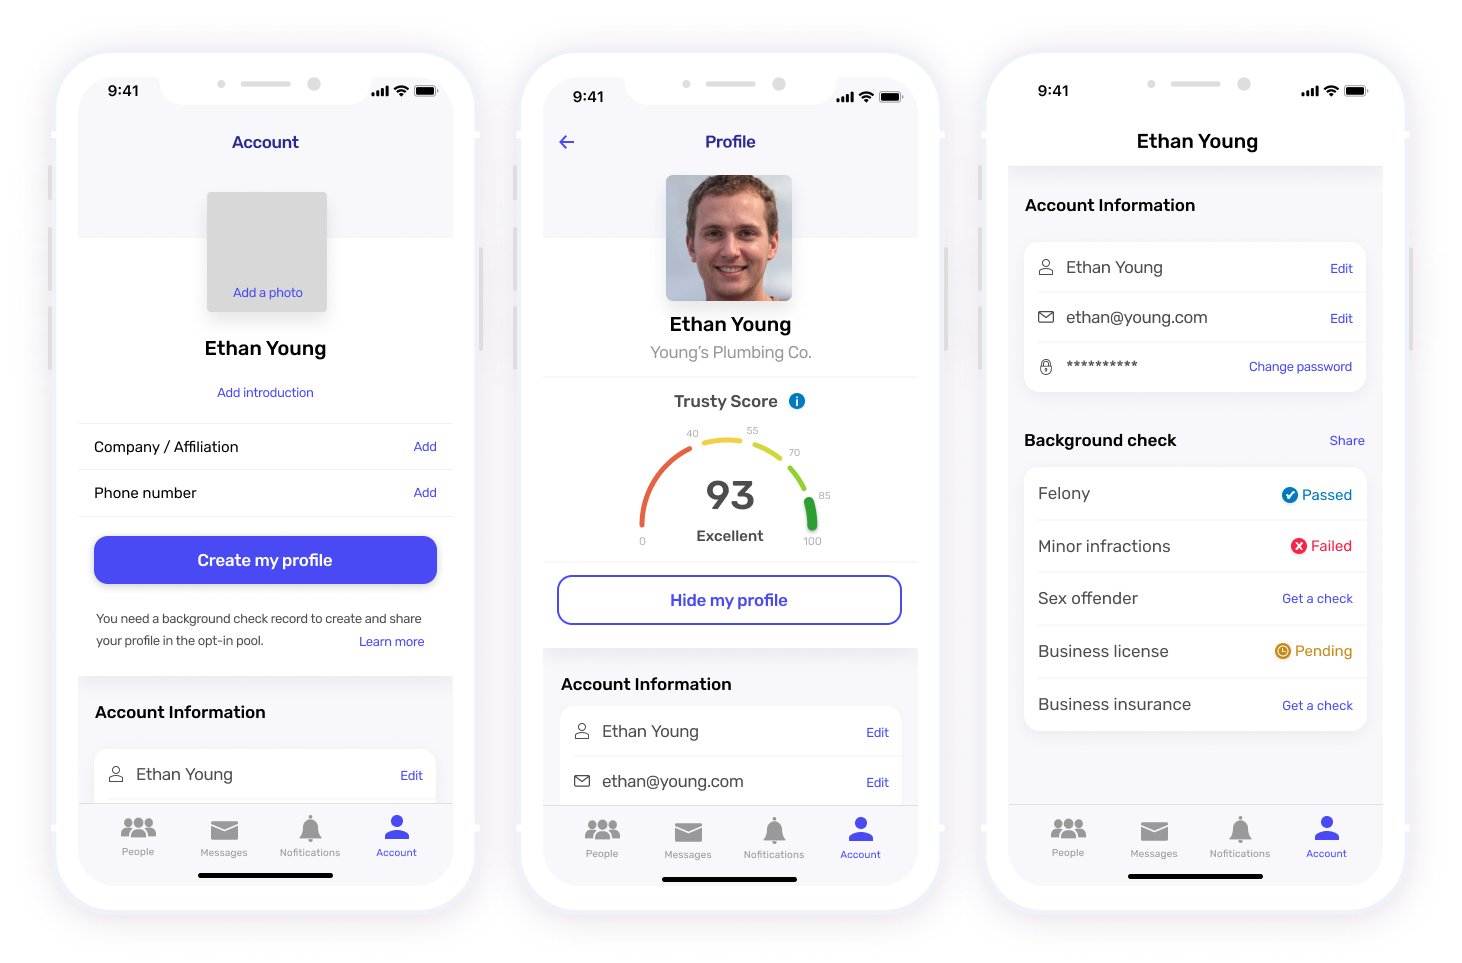 9:41
Account
Add a photo
Ethan Young
Add introduction
Company / Affiliation Add
Phone number Add
Create my profile
You need a background check record to create and share
your profile in the opt-in pool. Learn more
Account Information
Ethan Young Edit
People Messages Nofitications Account
9:41
Profile
Ethan Young
Young's Plumbing Co.
Trusty Score i
40 55
70
93 85
Excellent
0 100
Hide my profile
Account Information
Ethan Young Edit
ethan@young.com Edit
People Messages Nofitications Account
9:41
Ethan Young
Account Information
Ethan Young Edit
ethan@young.com Edit
********** Change password
Background check Share
Felony Passed
Minor infractions Failed
Sex offender Get a check
Business license Pending
Business insurance Get a check
People Messages Nofitications Account